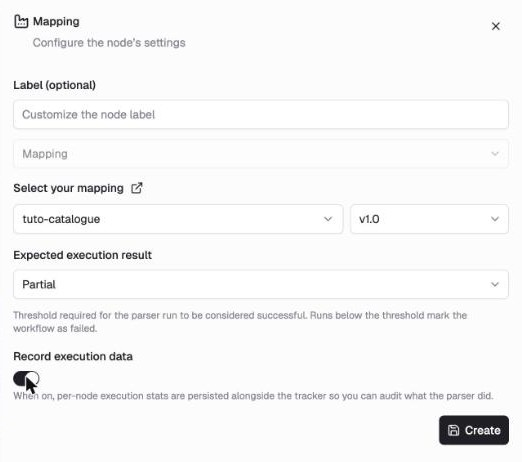 Mapping
Configure the node's settings
Label (optional)
Customize the node label
Mapping
Select your mapping
tuto-catalogue
v1.0
Expected execution result
Partial
Threshold required for the parser run to be considered successful. Runs below the threshold mark the
workflow as failed.
Record execution data
When on, per-node execution stats are persisted alongside the tracker so you can audit what the parser did.
Create